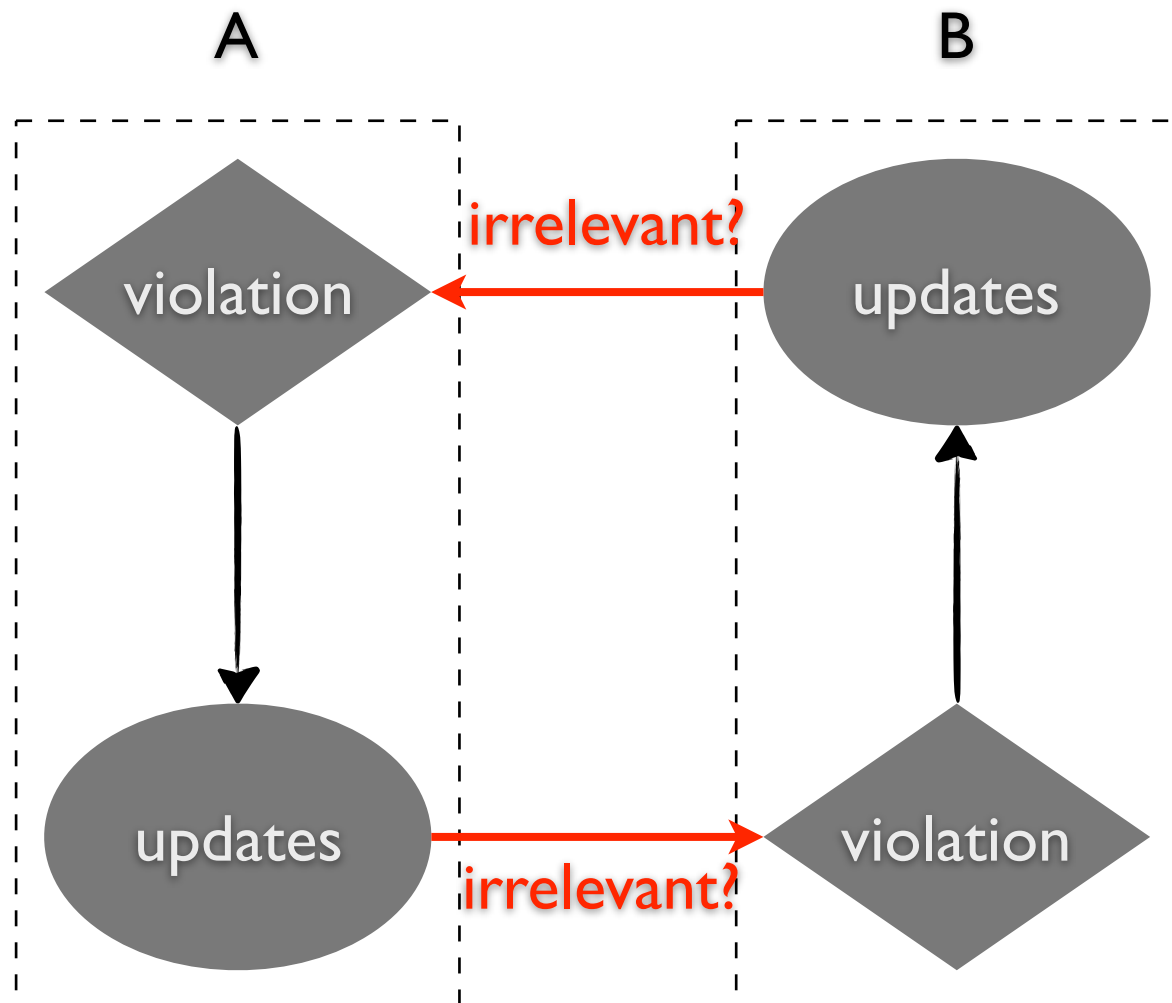 A
B
irrelevant?
violation
updates
updates
violation
irrelevant?